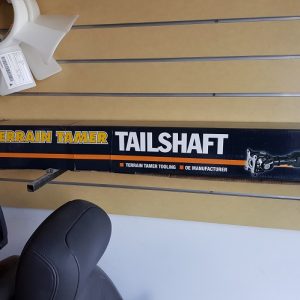 TERRAIN TAMER TAILSHAFT
■ TERRAIN TAMER TOOLING ■ OE MANUFACTURER